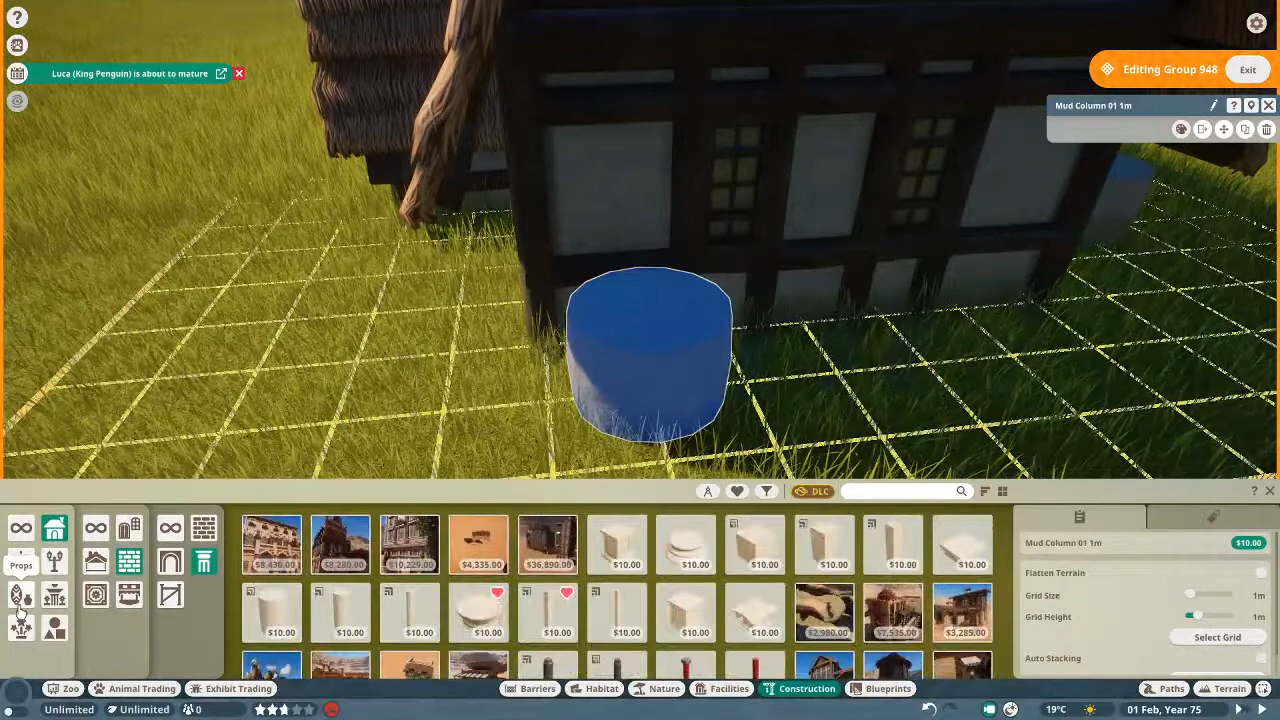 Luca (King Penguin) is about to mature
Editing Group 948
Exit
Mud Column 01 1m
DLC
Props
$8,430.00
$8,280.00
$10,229.00
$4,335.00
$36,890.00
$10.00
$10.00
$10.00
$10.00
$10.00
$10.00
$10.00
$10.00
$10.00
$10.00
$10.00
$10.00
$10.00
$10.00
$2,980.00
$7,535.00
$3,285.00
Mud Column 01 1m
$10.00
Flatten Terrain
Grid Size
1m
Grid Height
1m
Select Grid
Auto Stacking
Zoo
Animal Trading
Exhibit Trading
Barriers
Habitat
Nature
Facilities
Construction
Blueprints
Paths
Terrain
Unlimited
Unlimited
0
19°C
01 Feb, Year 75